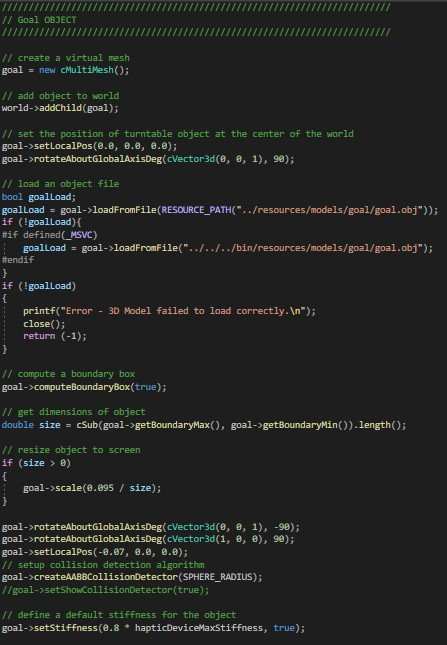 //////////////////////////////////////////////////////////////////////////
// Goal OBJECT
//////////////////////////////////////////////////////////////////////////
// create a virtual mesh
goal = new cMultiMesh();
// add object to world
world->addChild(goal);
// set the position of turntable object at the center of the world
goal->setLocalPos(0.0, 0.0, 0.0);
goal->rotateAboutGlobalAxisDeg(cVector3d(0, 0, 1), 90);
// load an object file
bool goalLoad;
goalLoad = goal->loadFromFile(RESOURCE_PATH("../resources/models/goal/goal.obj"));
if (!goalLoad){
#if defined(_MSVC)
goalLoad = goal->loadFromFile("../../../bin/resources/models/goal/goal.obj");
#endif
}
if (!goalLoad)
{
printf("Error - 3D Model failed to load correctly.\n");
close();
return (-1);
}
// compute a boundary box
goal->computeBoundaryBox(true);
// get dimensions of object
double size = cSub(goal->getBoundaryMax(), goal->getBoundaryMin()).length();
// resize object to screen
if (size > 0)
{
goal->scale(0.095 / size);
}
goal->rotateAboutGlobalAxisDeg(cVector3d(0, 0, 1), -90);
goal->rotateAboutGlobalAxisDeg(cVector3d(1, 0, 0), 90);
goal->setLocalPos(-0.07, 0.0, 0.0);
// setup collision detection algorithm
goal->createAABBCollisionDetector(SPHERE_RADIUS);
//goal->setShowCollisionDetector(true);
// define a default stiffness for the object
goal->setStiffness(0.8 * hapticDeviceMaxStiffness, true);